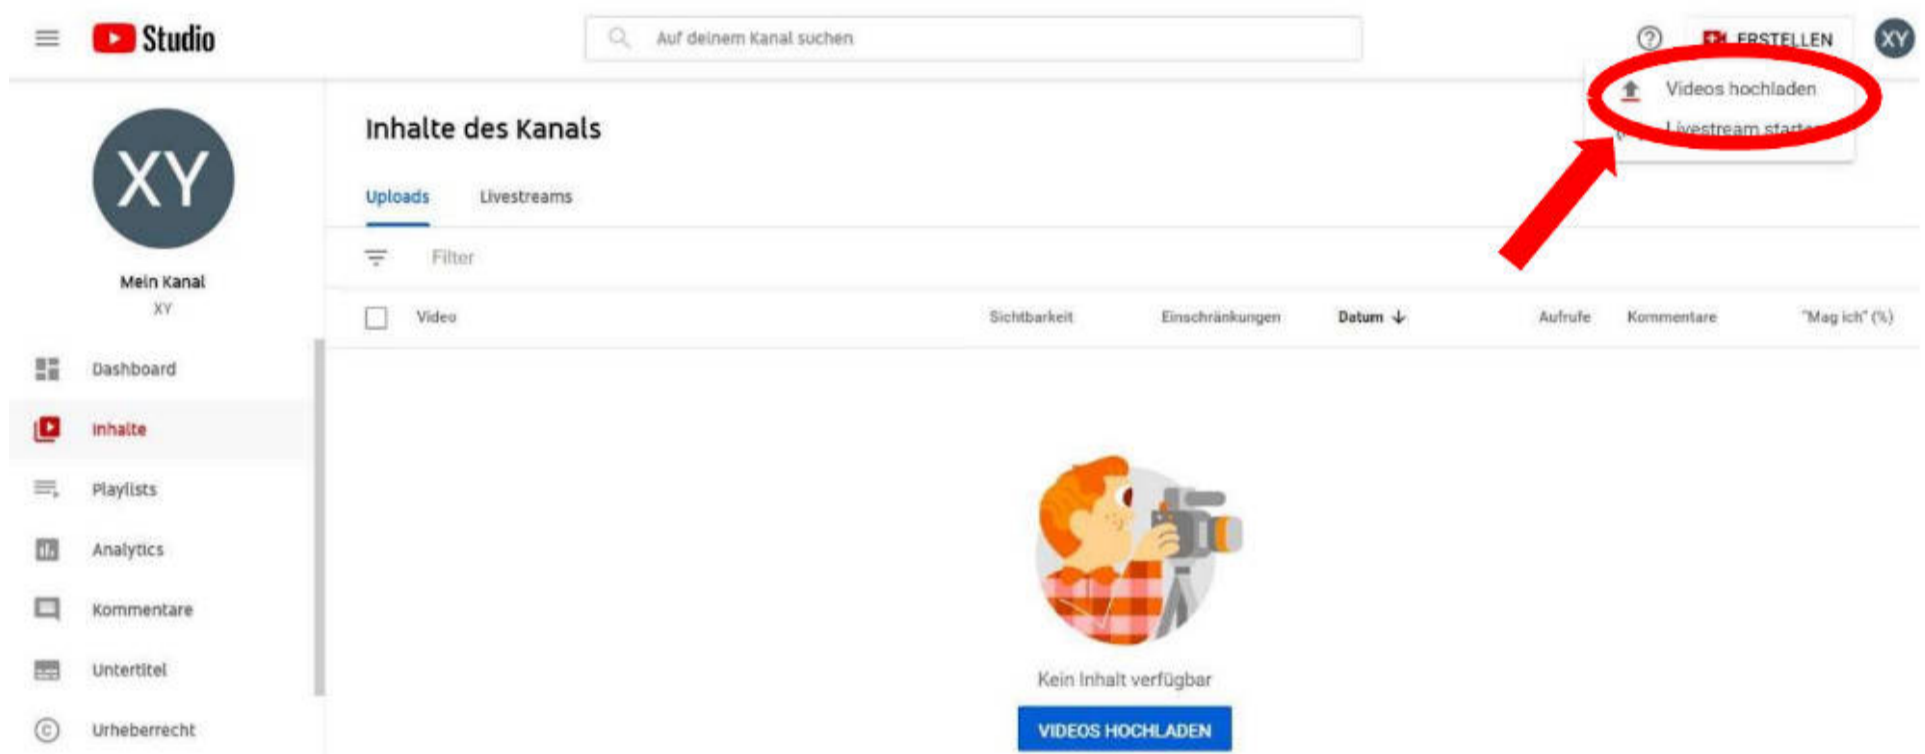 Studio
Auf deinem Kanal suchen
ERSTELLEN
XY
Videos hochladen
Livestream starten
XY
Mein Kanal
XY
Dashboard
Inhalte
Playlists
Analytics
Kommentare
Untertitel
Urheberrecht
Inhalte des Kanals
Uploads Livestreams
Filter
Video Sichtbarkeit Einschränkungen Datum Aufrufe Kommentare "Mag ich" (%)
Kein Inhalt verfügbar
VIDEOS HOCHLADEN